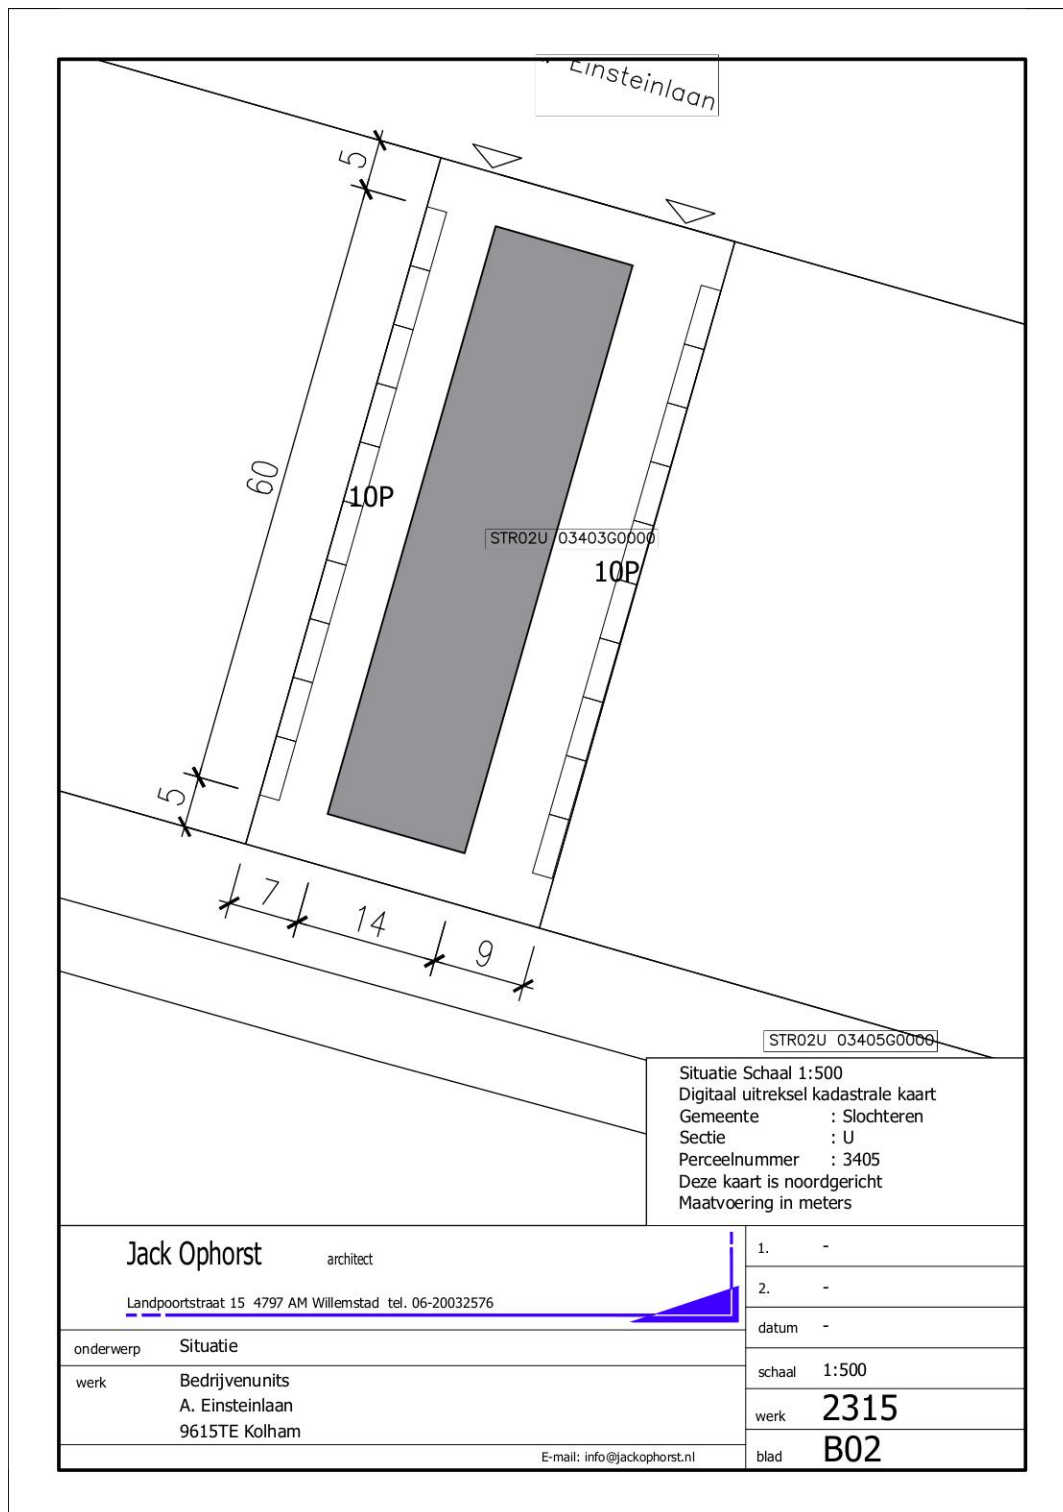 Einsteinlaan
5
60
10P
STR02U 03403G0000
10P
5
7
14
9
STR02U 03405G0000
Situatie Schaal 1:500
Digitaal uitreksel kadastrale kaart
Gemeente : Slochteren
Sectie : U
Perceelnummer : 3405
Deze kaart is noordgericht
Maatvoering in meters
Jack Ophorst architect
Landpoortstraat 15 4797 AM Willemstad tel. 06-20032576
1. -
2. -
datum -
onderwerp Situatie
schaal 1:500
werk Bedrijvenunits
A. Einsteinlaan
9615TE Kolham
werk 2315
E-mail: info@jackophorst.nl
blad B02